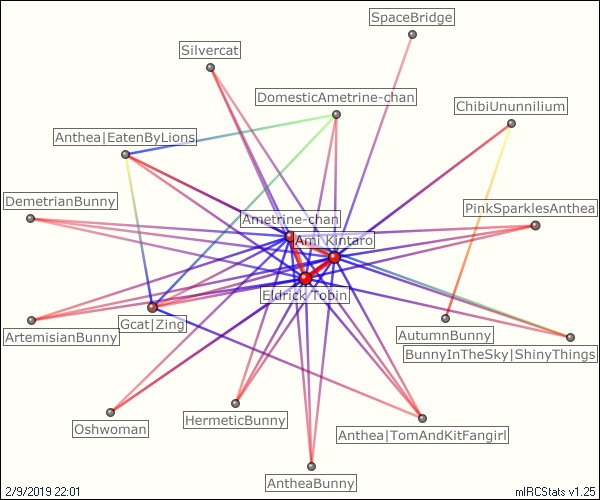 SpaceBridge
Silvercat
DomesticAmetrine-chan
ChibiUnunnilium
Anthea|EatenByLions
DemetrianBunny
PinkSparklesAnthea
Ametrine-chan
Ami Kintaro
Eldrick Tobin
Gcat|Zing
ArtemisianBunny
AutumnBunny
BunnyInTheSky|ShinyThings
HermeticBunny
Oshwoman
Anthea|TomAndKitFangirl
AntheaBunny
2/9/2019 22:01
mIRCStats v1.25